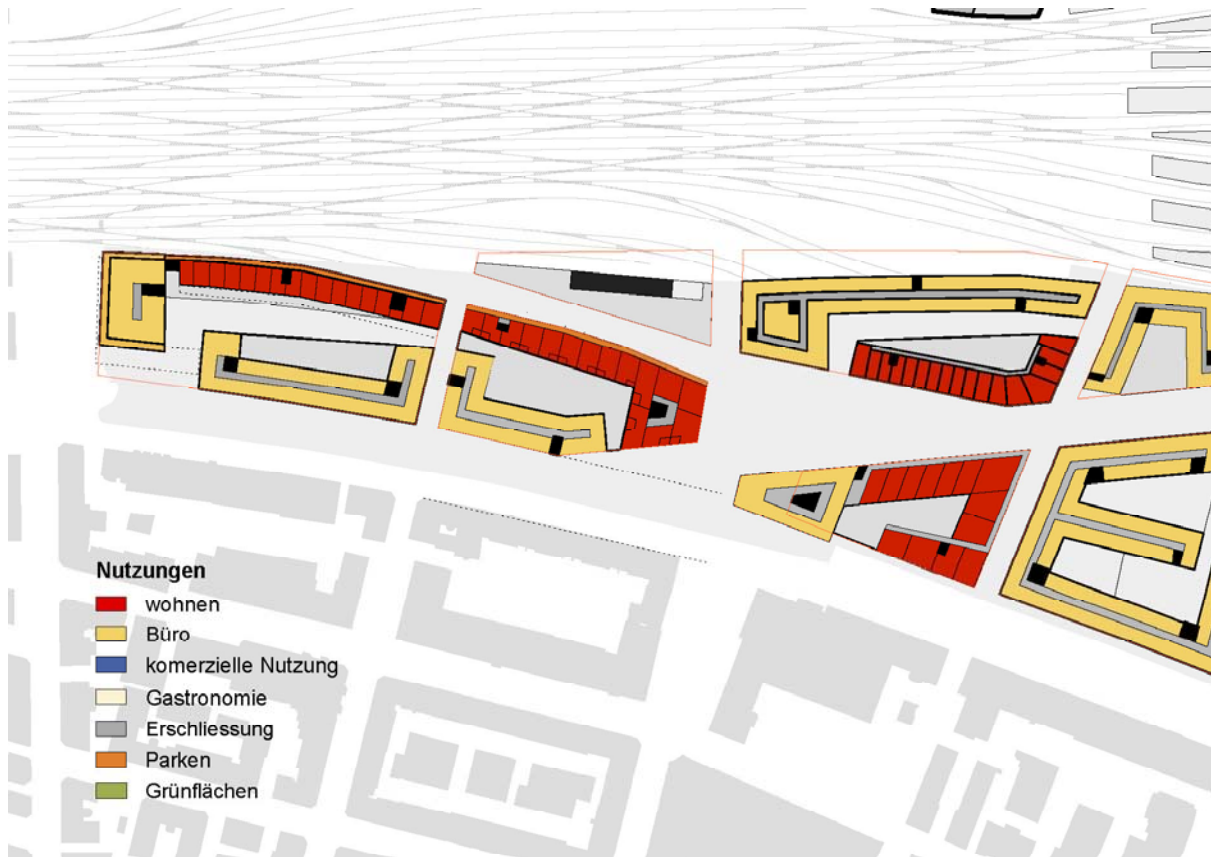 Nutzungen
wohnen
Büro
komerzielle Nutzung
Gastronomie
Erschliessung
Parken
Grünflächen